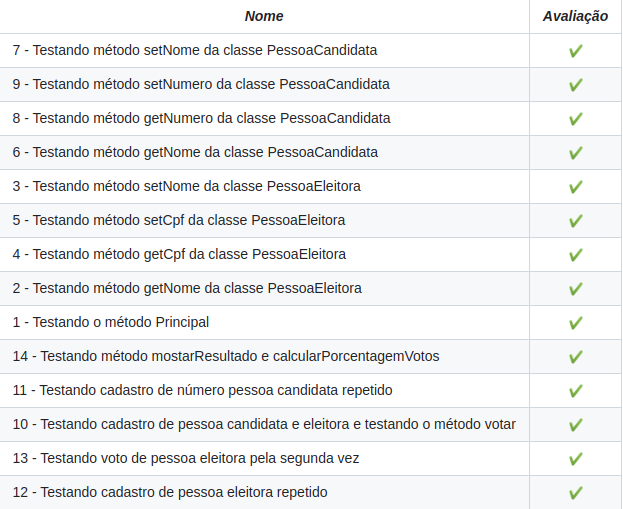 Nome Avaliação
7 - Testando método setNome da classe PessoaCandidata ✔
9 - Testando método setNumero da classe PessoaCandidata ✔
8 - Testando método getNumero da classe PessoaCandidata ✔
6 - Testando método getNome da classe PessoaCandidata ✔
3 - Testando método setNome da classe PessoaEleitora ✔
5 - Testando método setCpf da classe PessoaEleitora ✔
4 - Testando método getCpf da classe PessoaEleitora ✔
2 - Testando método getNome da classe PessoaEleitora ✔
1 - Testando o método Principal ✔
14 - Testando método mostarResultado e calcularPorcentagemVotos ✔
11 - Testando cadastro de número pessoa candidata repetido ✔
10 - Testando cadastro de pessoa candidata e eleitora e testando o método votar ✔
13 - Testando voto de pessoa eleitora pela segunda vez ✔
12 - Testando cadastro de pessoa eleitora repetido ✔